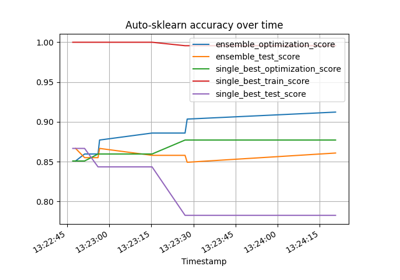 Auto-sklearn accuracy over time
ensemble_optimization_score
ensemble_test_score
single_best_optimization_score
single_best_train_score
single_best_test_score
1.00
0.95
0.90
0.85
0.80
13:22:45
13:23:00
13:23:15
13:23:30
13:23:45
13:24:00
13:24:15
Timestamp